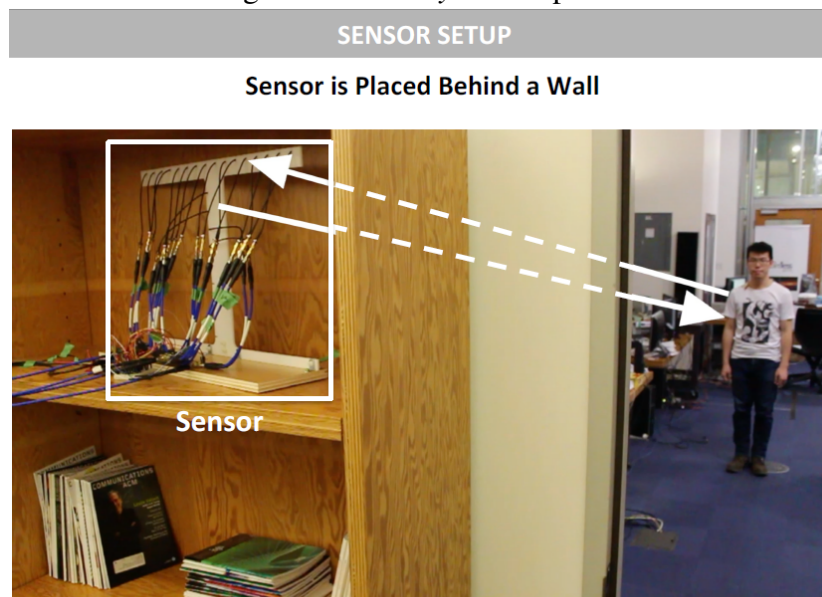 SENSOR SETUP
Sensor is Placed Behind a Wall
Sensor
COMMUNICATIONS
ACM